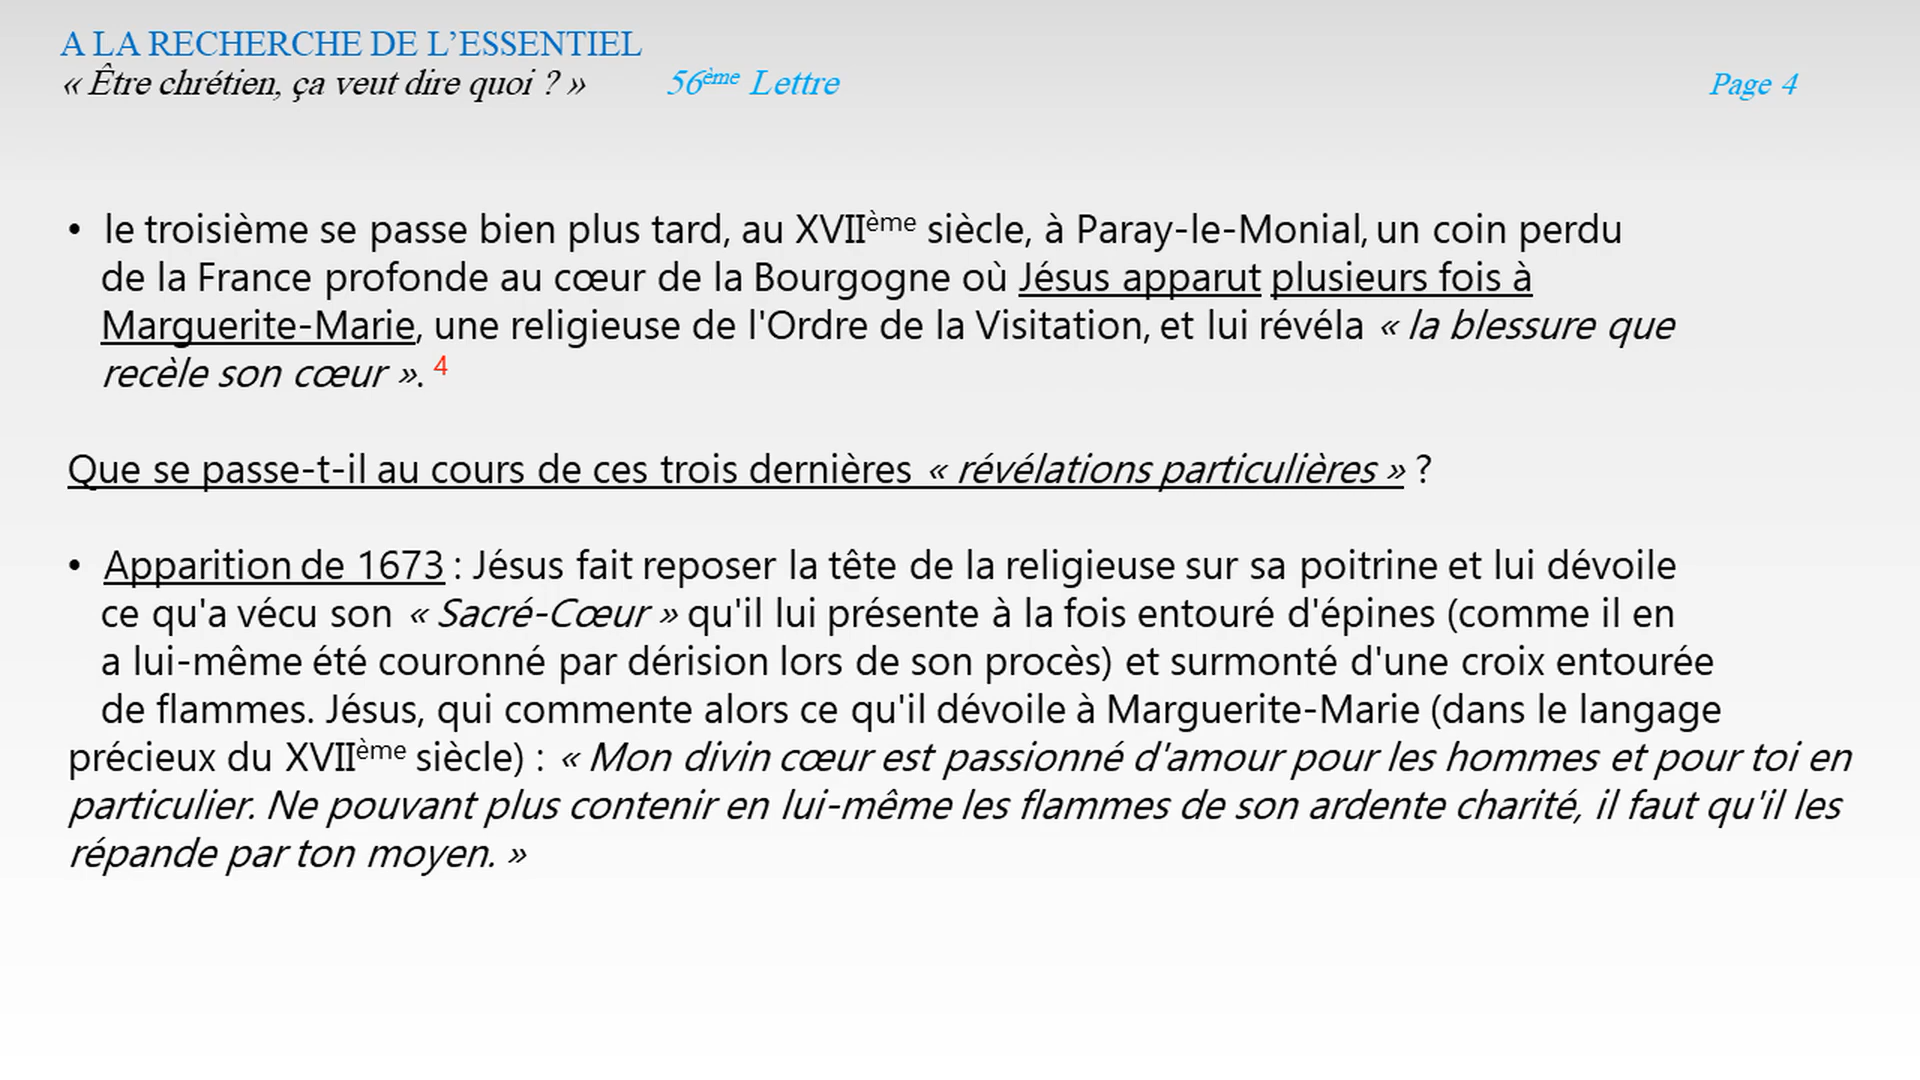 A LA RECHERCHE DE L’ESSENTIEL
« Être chrétien, ça veut dire quoi ? » 56ème Lettre Page 4
• le troisième se passe bien plus tard, au XVIIème siècle, à Paray-le-Monial, un coin perdu
de la France profonde au cœur de la Bourgogne où Jésus apparut plusieurs fois à
Marguerite-Marie, une religieuse de l'Ordre de la Visitation, et lui révéla « la blessure que
recèle son cœur ». 4
Que se passe-t-il au cours de ces trois dernières « révélations particulières » ?
• Apparition de 1673 : Jésus fait reposer la tête de la religieuse sur sa poitrine et lui dévoile
ce qu'a vécu son « Sacré-Cœur » qu'il lui présente à la fois entouré d'épines (comme il en
a lui-même été couronné par dérision lors de son procès) et surmonté d'une croix entourée
de flammes. Jésus, qui commente alors ce qu'il dévoile à Marguerite-Marie (dans le langage
précieux du XVIIème siècle) : « Mon divin cœur est passionné d'amour pour les hommes et pour toi en
particulier. Ne pouvant plus contenir en lui-même les flammes de son ardente charité, il faut qu'il les
répande par ton moyen. »